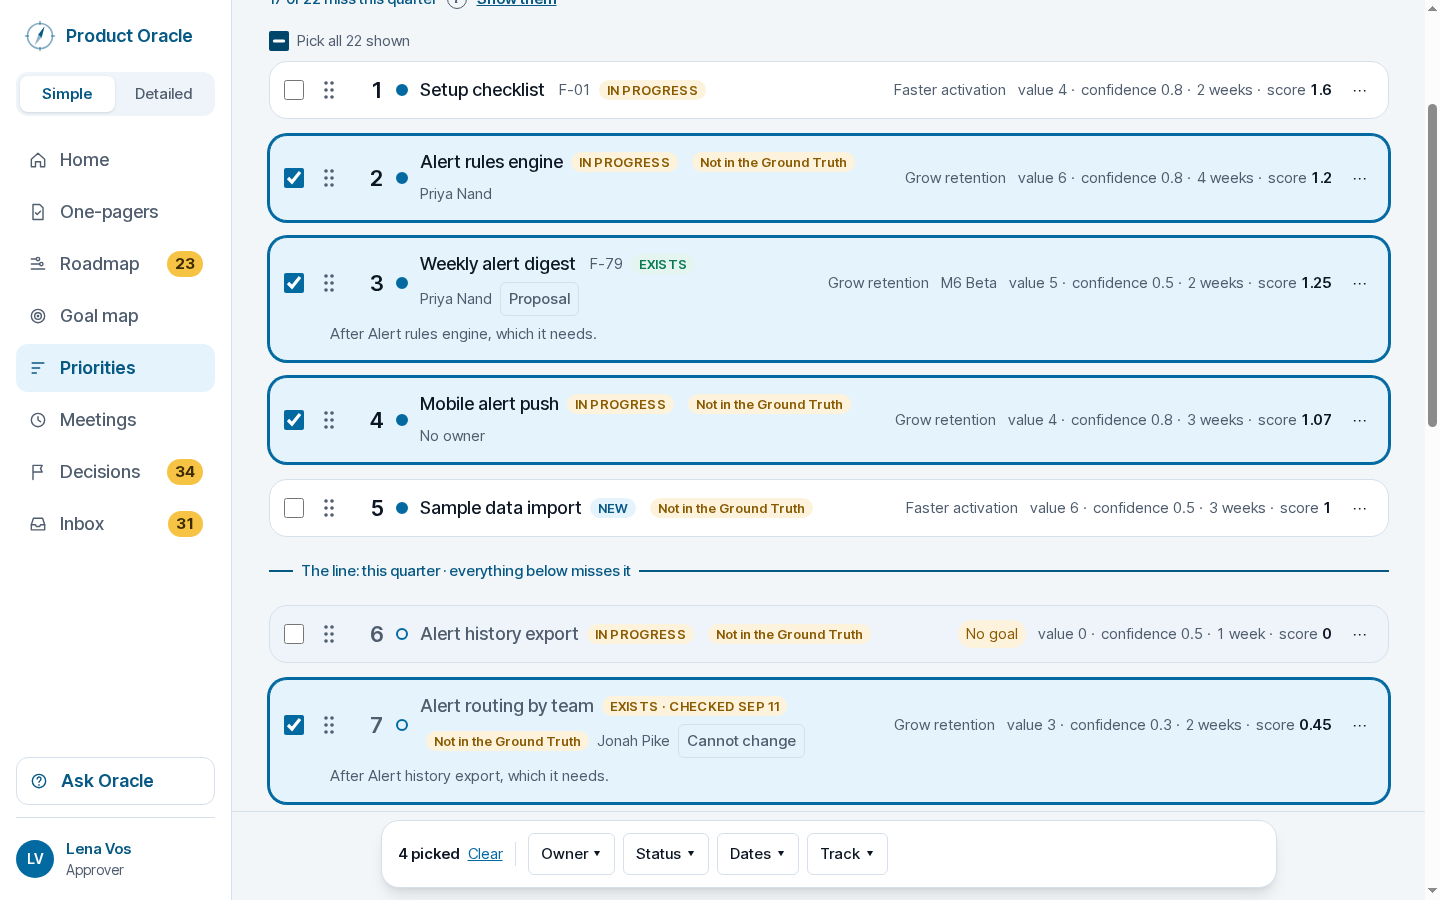 Product Oracle
Simple
Detailed
Home
One-pagers
Roadmap 23
Goal map
Priorities
Meetings
Decisions 34
Inbox 31
Ask Oracle
LV
Lena Vos
Approver
17 of 22 miss this quarter Show them
Pick all 22 shown
1 Setup checklist F-01 IN PROGRESS Faster activation value 4 · confidence 0.8 · 2 weeks · score 1.6 ···
2 Alert rules engine IN PROGRESS Not in the Ground Truth
Priya Nand
Grow retention value 6 · confidence 0.8 · 4 weeks · score 1.2 ···
3 Weekly alert digest F-79 EXISTS
Priya Nand Proposal
Grow retention M6 Beta value 5 · confidence 0.5 · 2 weeks · score 1.25 ···
After Alert rules engine, which it needs.
4 Mobile alert push IN PROGRESS Not in the Ground Truth
No owner
Grow retention value 4 · confidence 0.8 · 3 weeks · score 1.07 ···
5 Sample data import NEW Not in the Ground Truth Faster activation value 6 · confidence 0.5 · 3 weeks · score 1 ···
The line: this quarter · everything below misses it
6 Alert history export IN PROGRESS Not in the Ground Truth No goal value 0 · confidence 0.5 · 1 week · score 0 ···
7 Alert routing by team EXISTS · CHECKED SEP 11
Not in the Ground Truth Jonah Pike Cannot change
Grow retention value 3 · confidence 0.3 · 2 weeks · score 0.45 ···
After Alert history export, which it needs.
4 picked Clear Owner Status Dates Track